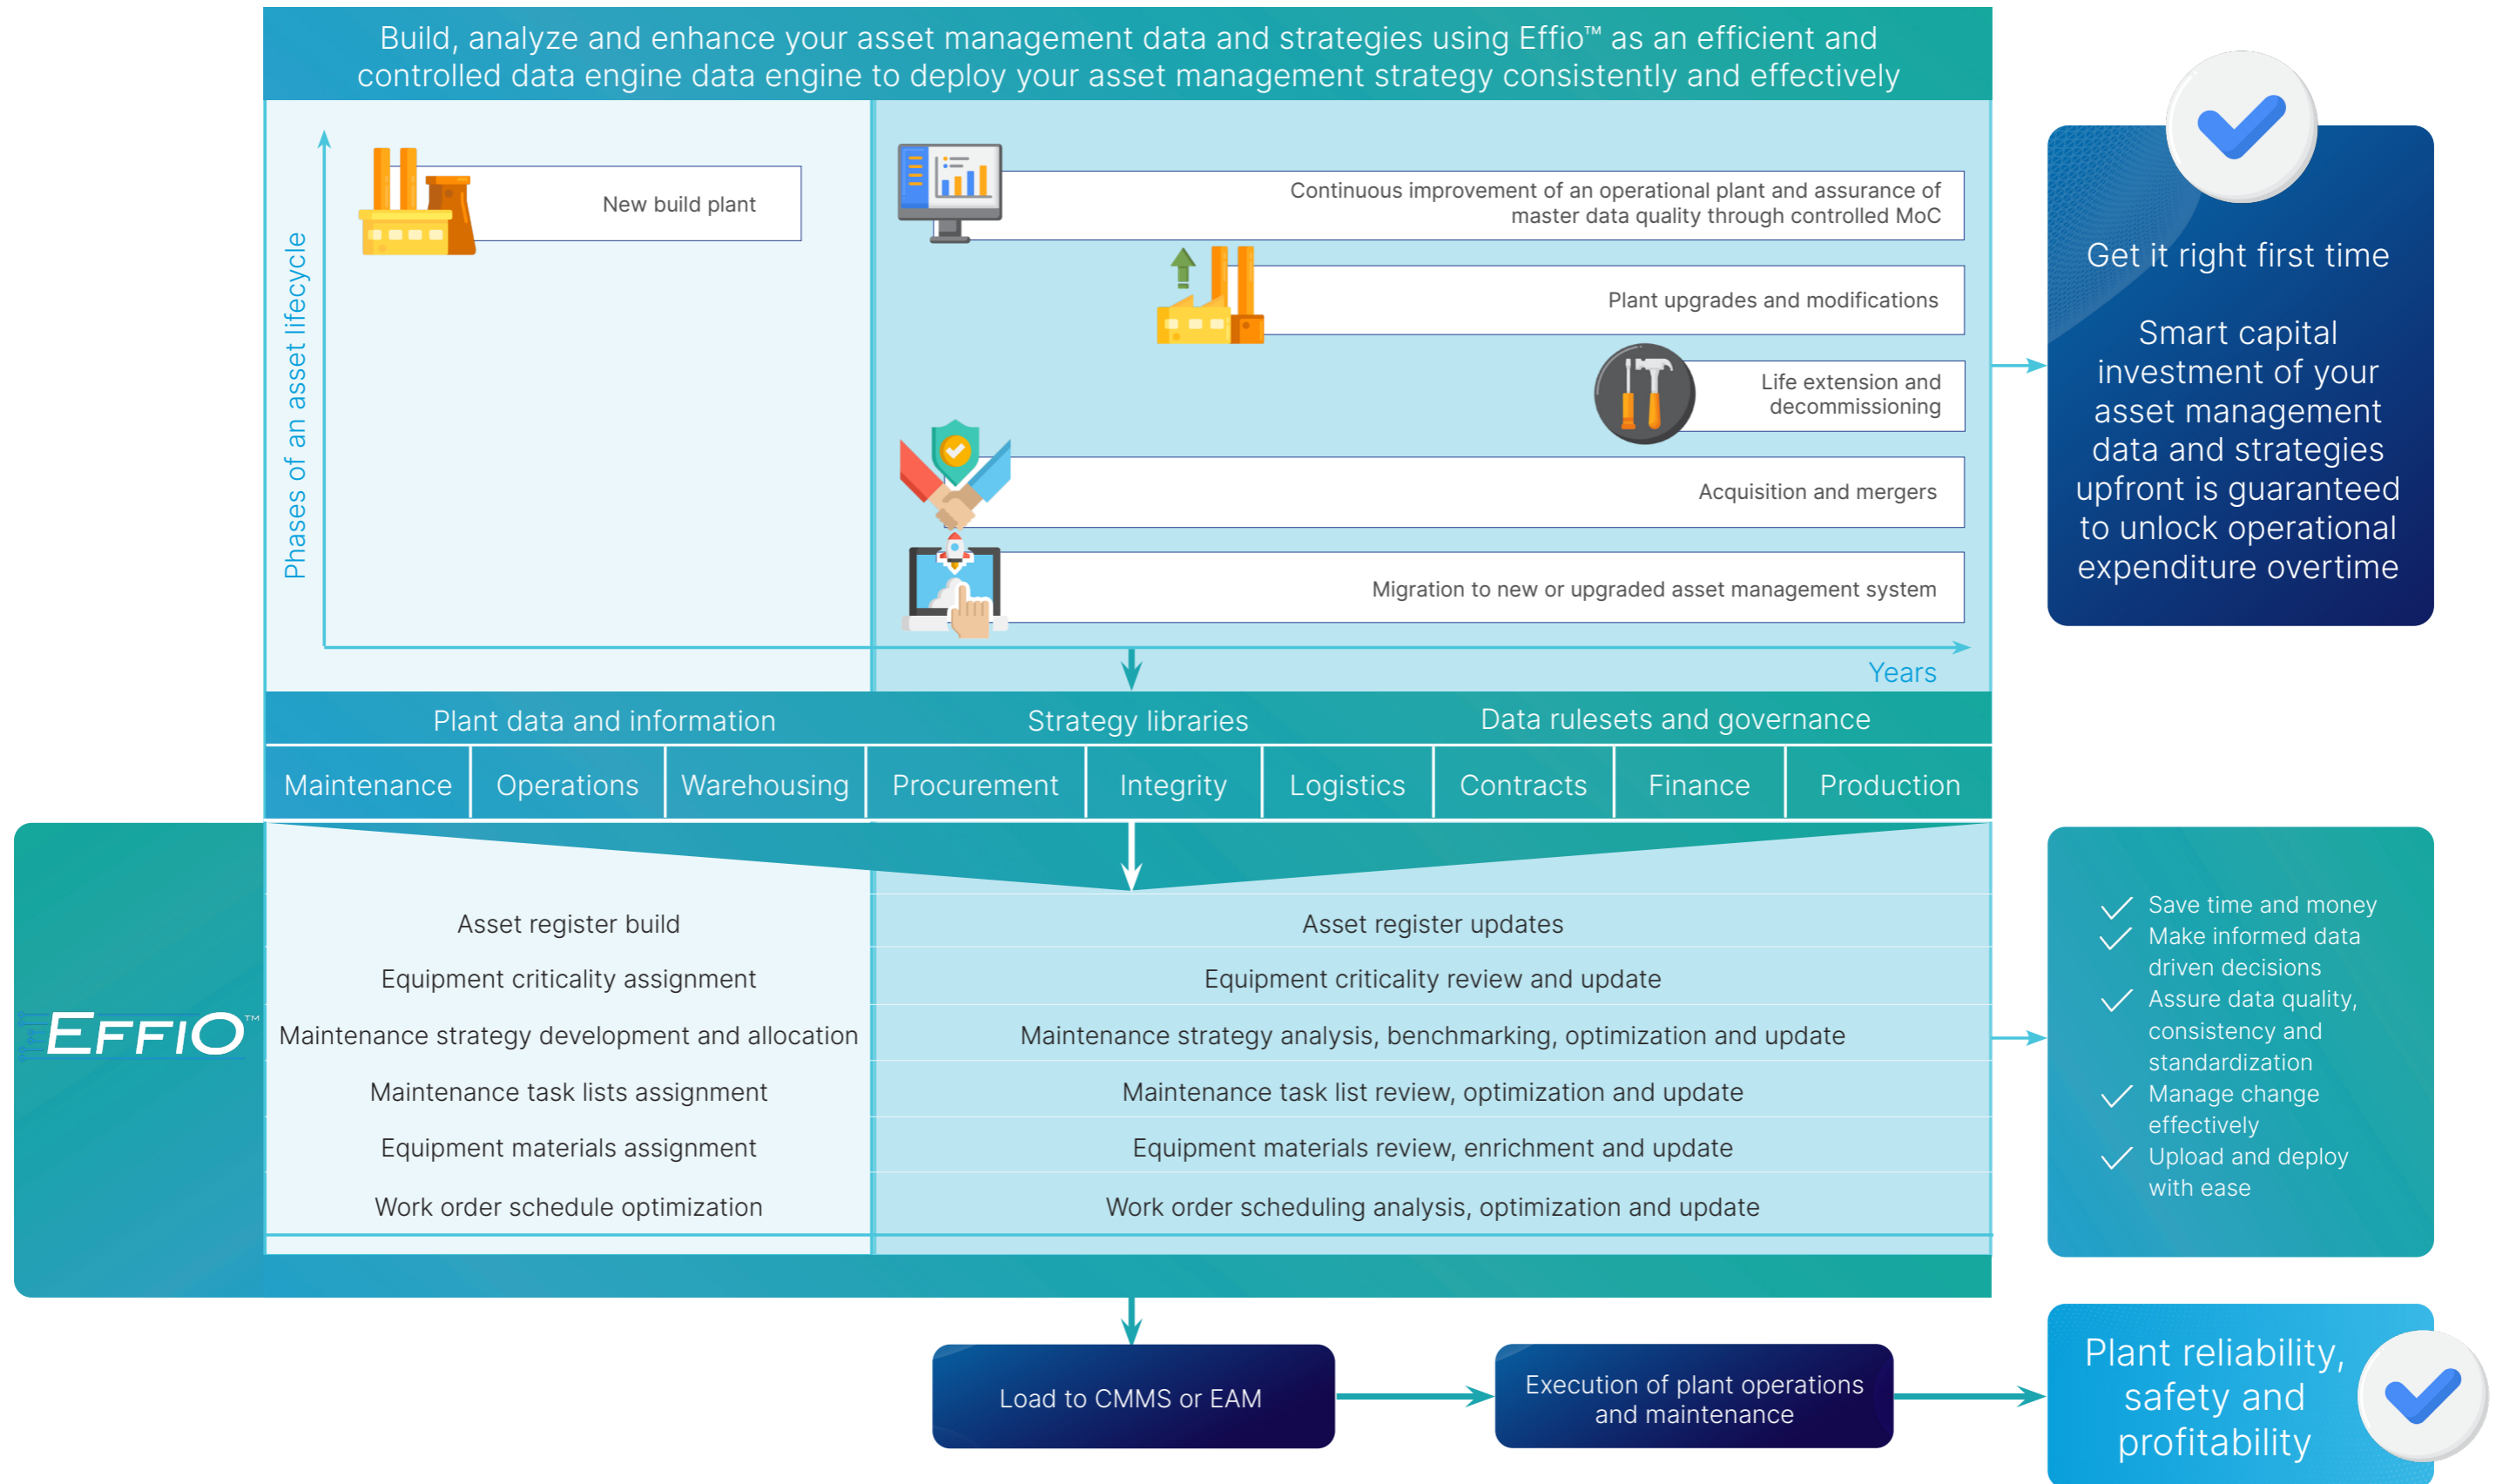 Build, analyze and enhance your asset management data and strategies using Effio™ as an efficient and
controlled data engine data engine to deploy your asset management strategy consistently and effectively
Phases of an asset lifecycle
New build plant
Continuous improvement of an operational plant and assurance of
master data quality through controlled MoC
Plant upgrades and modifications
Life extension and
decommissioning
Acquisition and mergers
Migration to new or upgraded asset management system
Years
Get it right first time
Smart capital
investment of your
asset management
data and strategies
upfront is guaranteed
to unlock operational
expenditure overtime
Plant data and information
Strategy libraries
Data rulesets and governance
Maintenance
Operations
Warehousing
Procurement
Integrity
Logistics
Contracts
Finance
Production
EFFIO™
Asset register build
Asset register updates
Equipment criticality assignment
Equipment criticality review and update
Maintenance strategy development and allocation
Maintenance strategy analysis, benchmarking, optimization and update
Maintenance task lists assignment
Maintenance task list review, optimization and update
Equipment materials assignment
Equipment materials review, enrichment and update
Work order schedule optimization
Work order scheduling analysis, optimization and update
Save time and money
Make informed data
driven decisions
Assure data quality,
consistency and
standardization
Manage change
effectively
Upload and deploy
with ease
Load to CMMS or EAM
Execution of plant operations
and maintenance
Plant reliability,
safety and
profitability